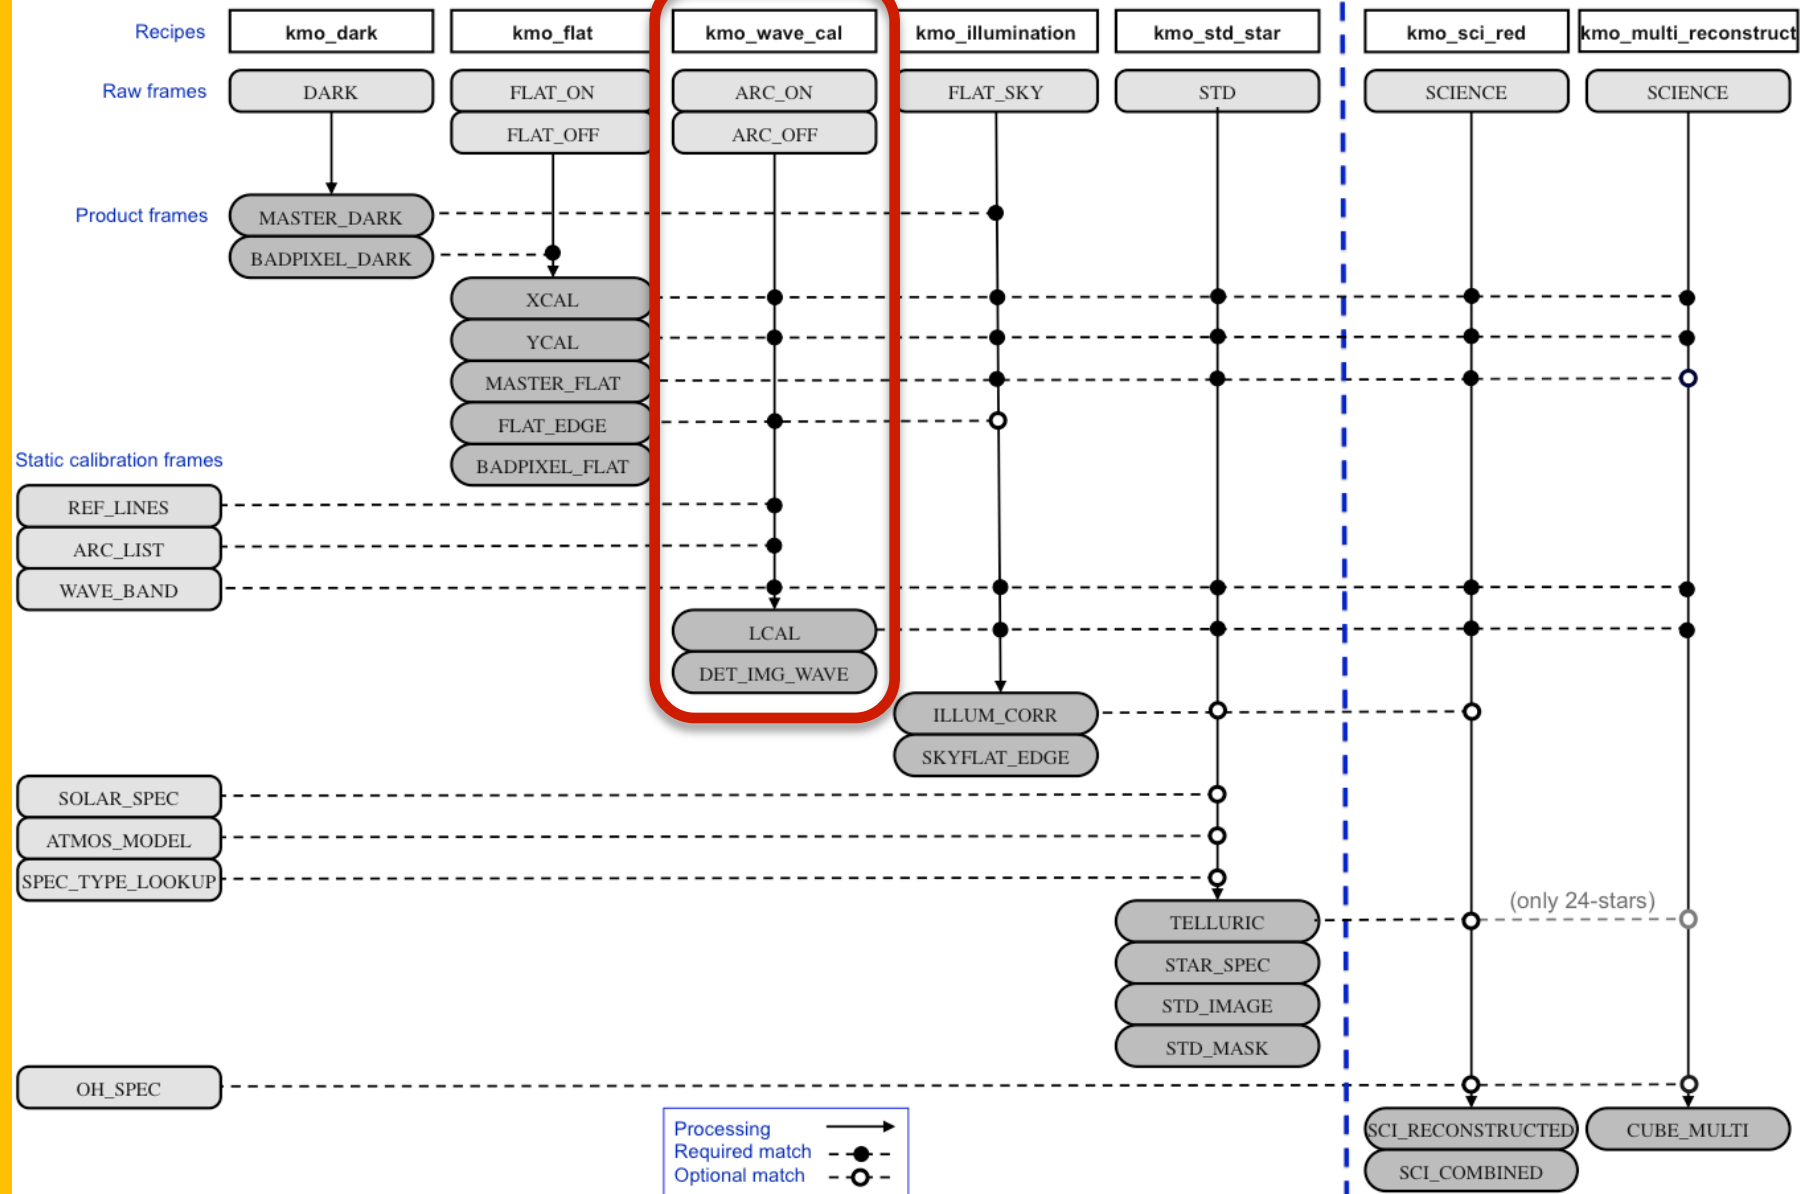 Recipes kmo_dark kmo_flat kmo_wave_cal kmo_illumination kmo_std_star kmo_sci_red kmo_multi_reconstruct
Raw frames DARK FLAT_ON ARC_ON FLAT_SKY STD SCIENCE SCIENCE
FLAT_OFF ARC_OFF
Product frames MASTER_DARK
BADPIXEL_DARK
XCAL
YCAL
MASTER_FLAT
FLAT_EDGE
Static calibration frames BADPIXEL_FLAT
REF_LINES
ARC_LIST
WAVE_BAND
LCAL
DET_IMG_WAVE
ILLUM_CORR
SKYFLAT_EDGE
SOLAR_SPEC
ATMOS_MODEL
SPEC_TYPE_LOOKUP
(only 24-stars)
TELLURIC
STAR_SPEC
STD_IMAGE
STD_MASK
OH_SPEC
Processing SCI_RECONSTRUCTED CUBE_MULTI
Required match
Optional match SCI_COMBINED